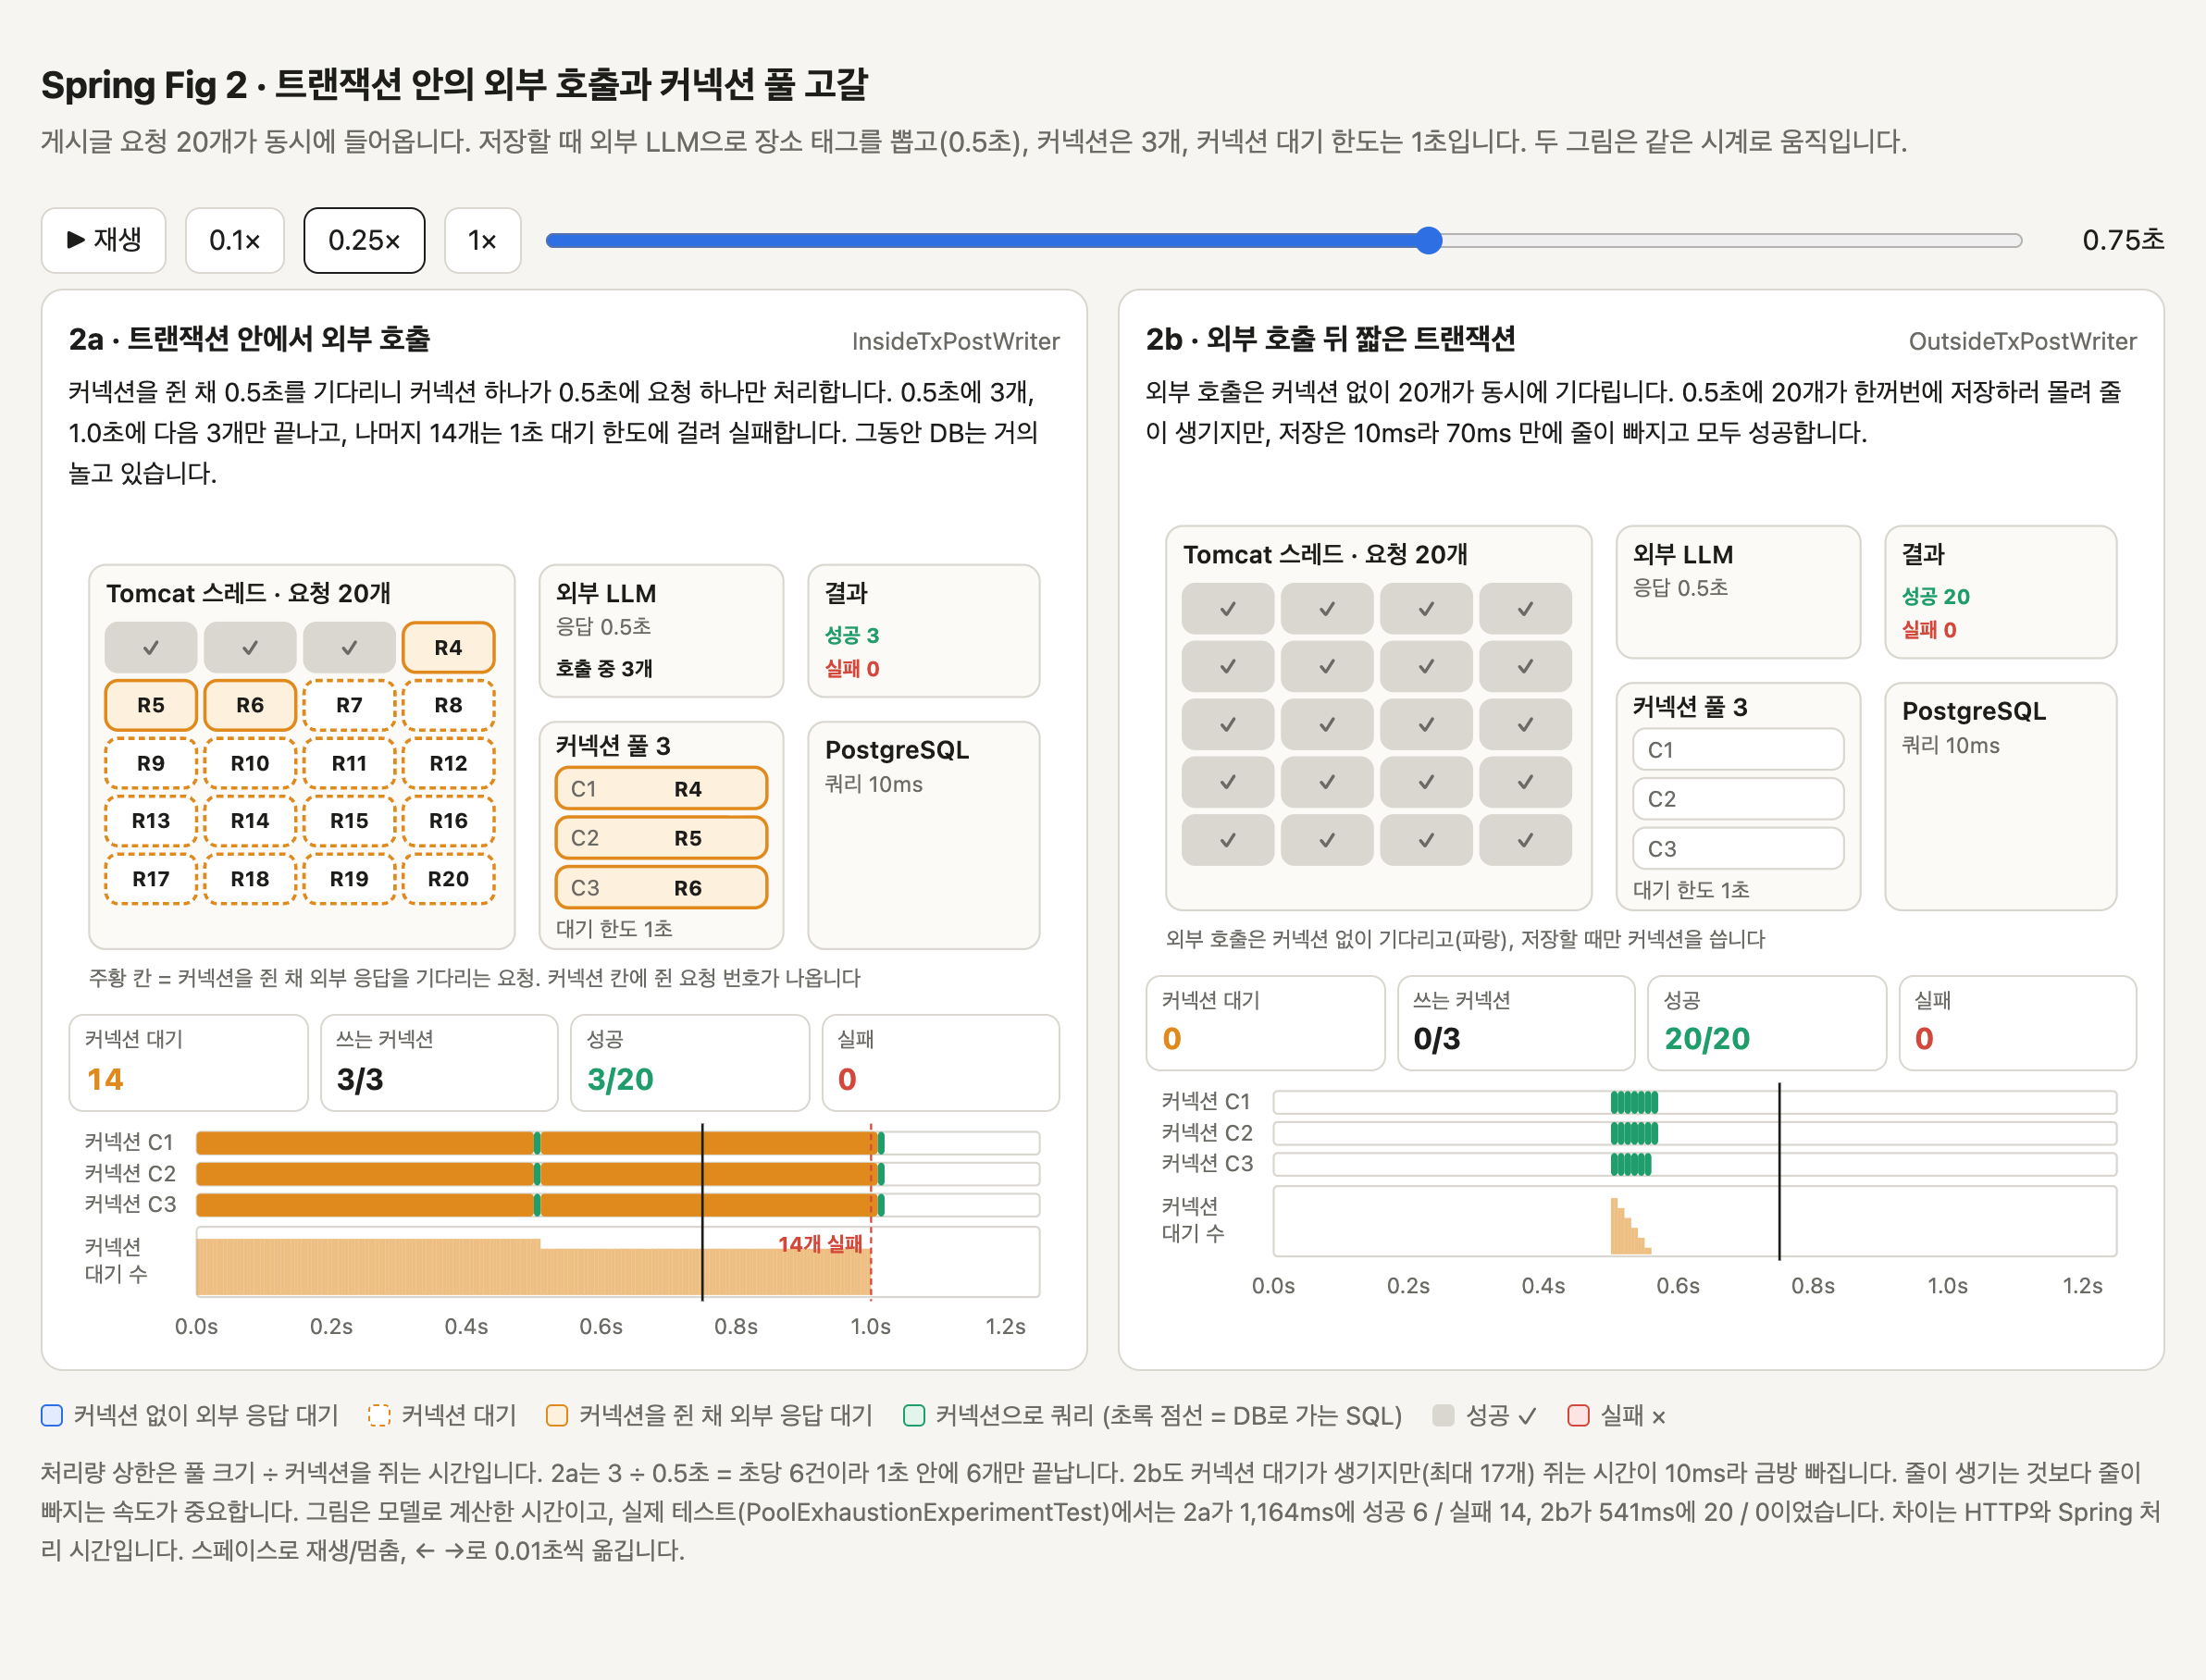 Spring Fig 2 · 트랜잭션 안의 외부 호출과 커넥션 풀 고갈
게시글 요청 20개가 동시에 들어옵니다. 저장할 때 외부 LLM으로 장소 태그를 뽑고(0.5초), 커넥션은 3개, 커넥션 대기 한도는 1초입니다. 두 그림은 같은 시계로 움직입니다.
▶ 재생
0.1×
0.25×
1×
0.75초
2a · 트랜잭션 안에서 외부 호출
InsideTxPostWriter
커넥션을 쥔 채 0.5초를 기다리니 커넥션 하나가 0.5초에 요청 하나만 처리합니다. 0.5초에 3개,
1.0초에 다음 3개만 끝나고, 나머지 14개는 1초 대기 한도에 걸려 실패합니다. 그동안 DB는 거의
놀고 있습니다.
Tomcat 스레드 · 요청 20개
✓ ✓ ✓ R4
R5 R6 R7 R8
R9 R10 R11 R12
R13 R14 R15 R16
R17 R18 R19 R20
외부 LLM
응답 0.5초
호출 중 3개
결과
성공 3
실패 0
커넥션 풀 3
C1 R4
C2 R5
C3 R6
대기 한도 1초
PostgreSQL
쿼리 10ms
주황 칸 = 커넥션을 쥔 채 외부 응답을 기다리는 요청. 커넥션 칸에 쥔 요청 번호가 나옵니다
커넥션 대기
14
쓰는 커넥션
3/3
성공
3/20
실패
0
커넥션 C1
커넥션 C2
커넥션 C3
커넥션
대기 수
14개 실패
0.0s 0.2s 0.4s 0.6s 0.8s 1.0s 1.2s
2b · 외부 호출 뒤 짧은 트랜잭션
OutsideTxPostWriter
외부 호출은 커넥션 없이 20개가 동시에 기다립니다. 0.5초에 20개가 한꺼번에 저장하러 몰려 줄
이 생기지만, 저장은 10ms라 70ms 만에 줄이 빠지고 모두 성공합니다.
Tomcat 스레드 · 요청 20개
✓ ✓ ✓ ✓
✓ ✓ ✓ ✓
✓ ✓ ✓ ✓
✓ ✓ ✓ ✓
✓ ✓ ✓ ✓
외부 LLM
응답 0.5초
결과
성공 20
실패 0
커넥션 풀 3
C1
C2
C3
대기 한도 1초
PostgreSQL
쿼리 10ms
외부 호출은 커넥션 없이 기다리고(파랑), 저장할 때만 커넥션을 씁니다
커넥션 대기
0
쓰는 커넥션
0/3
성공
20/20
실패
0
커넥션 C1
커넥션 C2
커넥션 C3
커넥션
대기 수
0.0s 0.2s 0.4s 0.6s 0.8s 1.0s 1.2s
커넥션 없이 외부 응답 대기 커넥션 대기 커넥션을 쥔 채 외부 응답 대기 커넥션으로 쿼리 (초록 점선 = DB로 가는 SQL) 성공 ✓ 실패 ×
처리량 상한은 풀 크기 ÷ 커넥션을 쥐는 시간입니다. 2a는 3 ÷ 0.5초 = 초당 6건이라 1초 안에 6개만 끝납니다. 2b도 커넥션 대기가 생기지만(최대 17개) 쥐는 시간이 10ms라 금방 빠집니다. 줄이 생기는 것보다 줄이
빠지는 속도가 중요합니다. 그림은 모델로 계산한 시간이고, 실제 테스트(PoolExhaustionExperimentTest)에서는 2a가 1,164ms에 성공 6 / 실패 14, 2b가 541ms에 20 / 0이었습니다. 차이는 HTTP와 Spring 처
리 시간입니다. 스페이스로 재생/멈춤, ← →로 0.01초씩 옮깁니다.